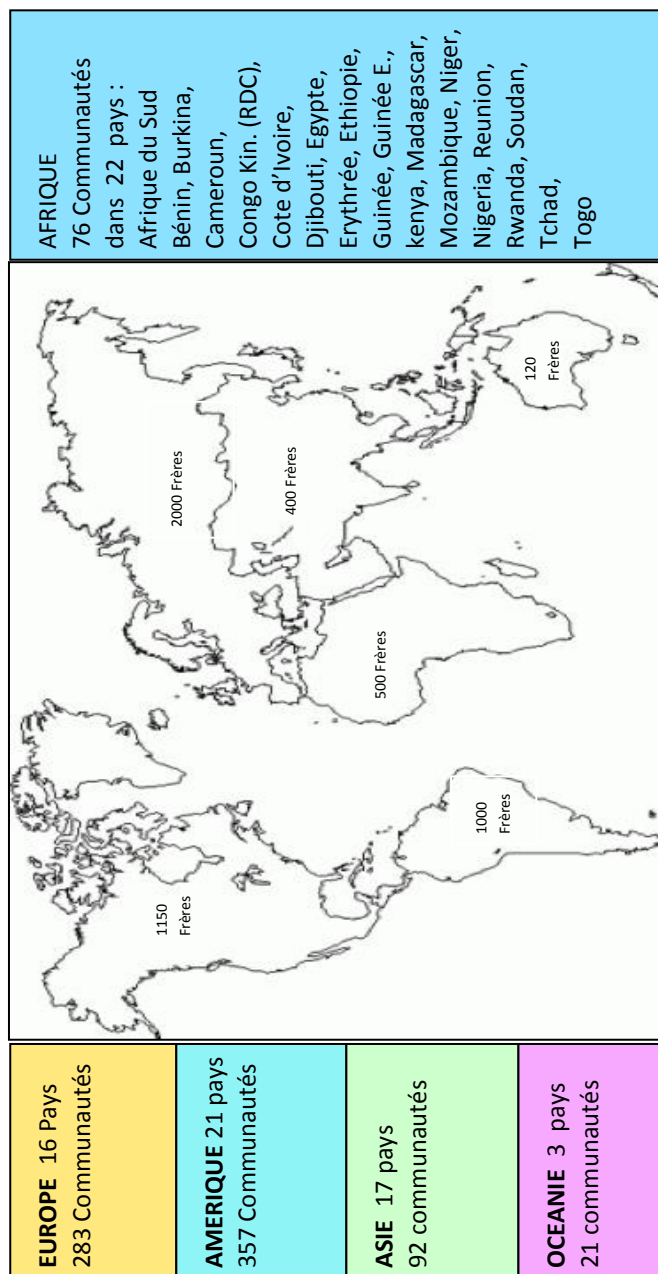 EUROPE 16 Pays
283 Communautés
AMERIQUE 21 pays
357 Communautés
ASIE 17 pays
92 communautés
OCEANIE 3 pays
21 communautés
1150
Frères
1000
Frères
2000 Frères
400 Frères
500 Frères
120
Frères
AFRIQUE
76 Communautés
dans 22 pays :
Afrique du Sud
Bénin, Burkina,
Cameroun,
Congo Kin. (RDC),
Cote d'Ivoire,
Djibouti, Egypte,
Erythrée, Ethiopie,
Guinée, Guinée E.,
kenya, Madagascar,
Mozambique, Niger,
Nigeria, Reunion,
Rwanda, Soudan,
Tchad,
Togo